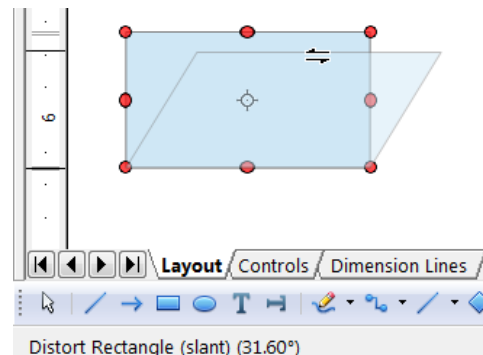 6
Layout Controls Dimension Lines
T
Distort Rectangle (slant) (31.60°)